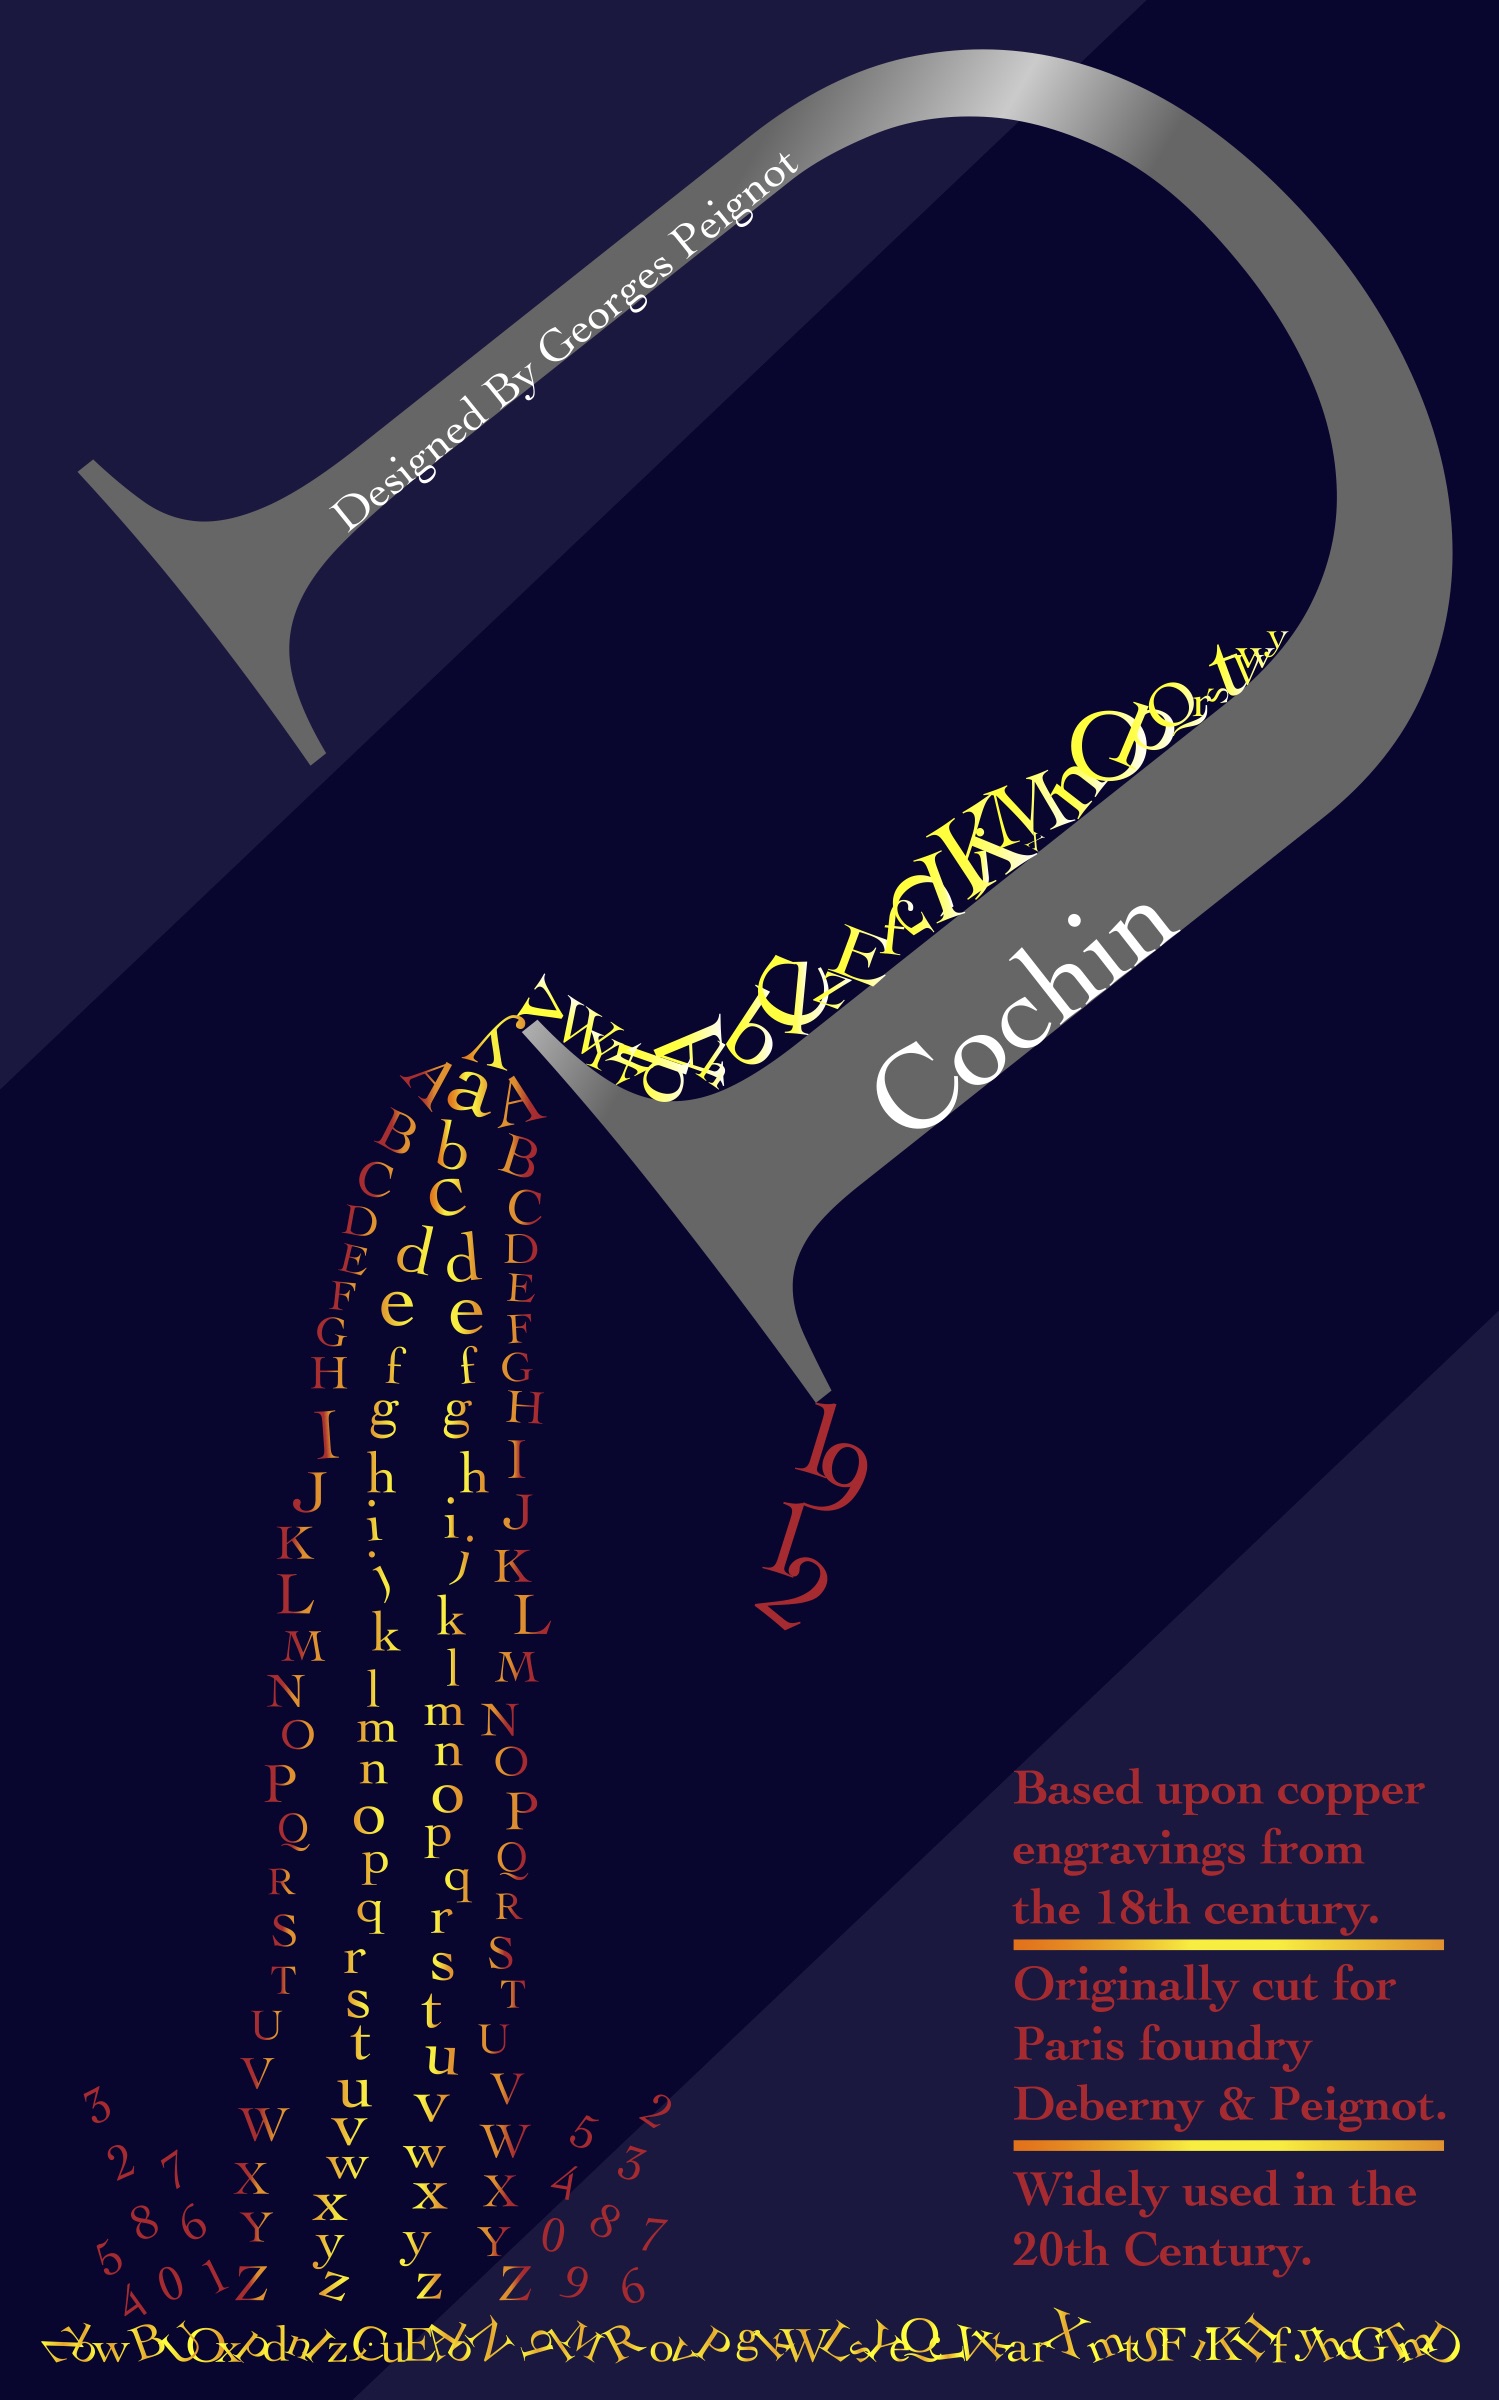 Designed By Georges Peignot
Cochin
1912
A a A
B b B
C c C
D d d D
E e e E
F f f F
G g g G
H h h H
I i i I
J j j J
K k k K
L l l L
M m m M
N n n N
O o o O
P p p P
Q q q Q
R r r R
S s s S
T t t T
U u u U
V v v V
W w w W
X x x X
Y y y Y
Z z z Z
3 2 7 8 6 5 4 0 1
2 5 3 4 0 8 7 9 6
Based upon copper
engravings from
the 18th century.
Originally cut for
Paris foundry
Deberny & Peignot.
Widely used in the
20th Century.